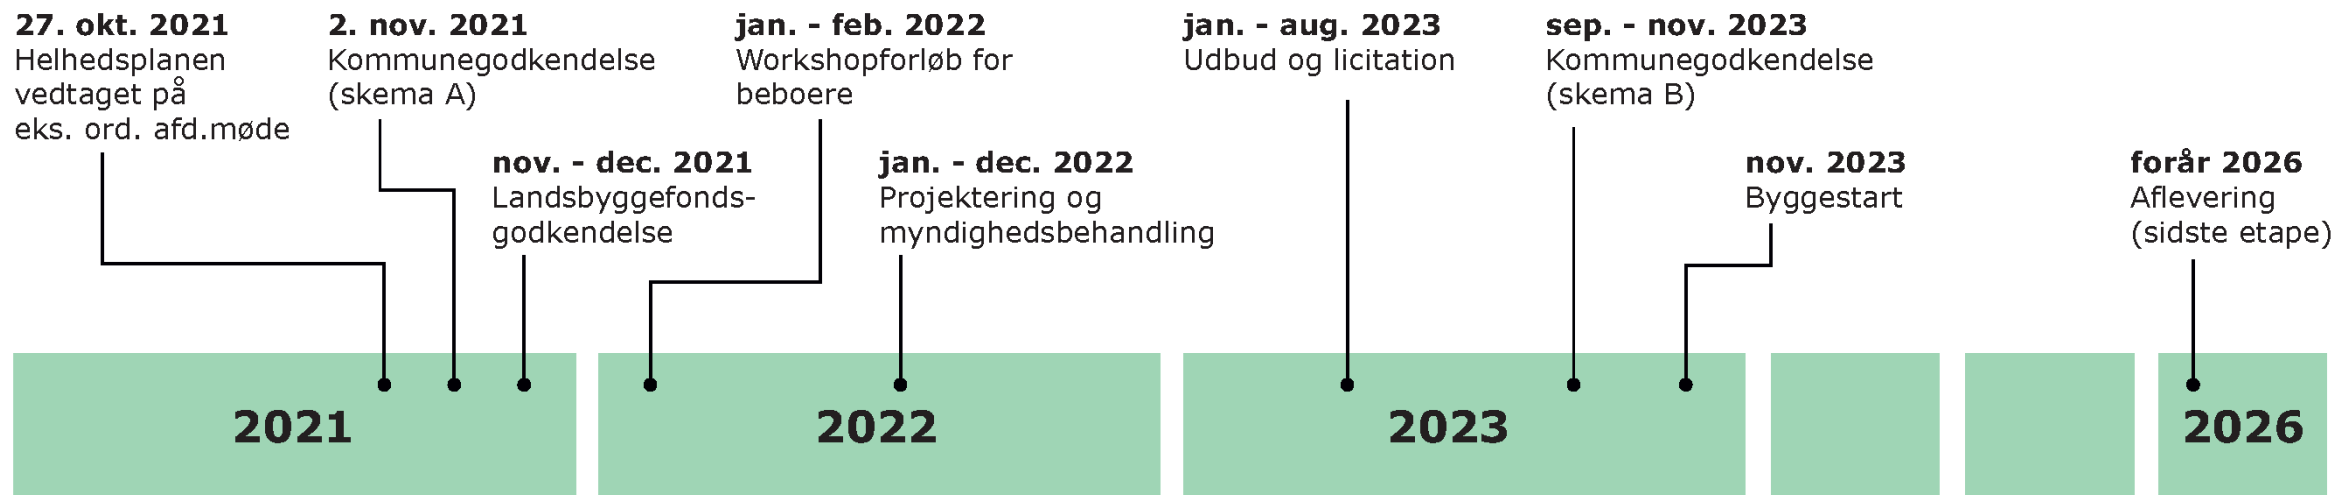 27. okt. 2021
Helhedsplanen
vedtaget på
eks. ord. afd.møde
2. nov. 2021
Kommunegodkendelse
(skema A)
nov. - dec. 2021
Landsbyggefonds-
godkendelse
jan. - feb. 2022
Workshopforløb for
beboere
jan. - dec. 2022
Projektering og
myndighedsbehandling
jan. - aug. 2023
Udbud og licitation
sep. - nov. 2023
Kommunegodkendelse
(skema B)
nov. 2023
Byggestart
forår 2026
Aflevering
(sidste etape)
2021
2022
2023
2026